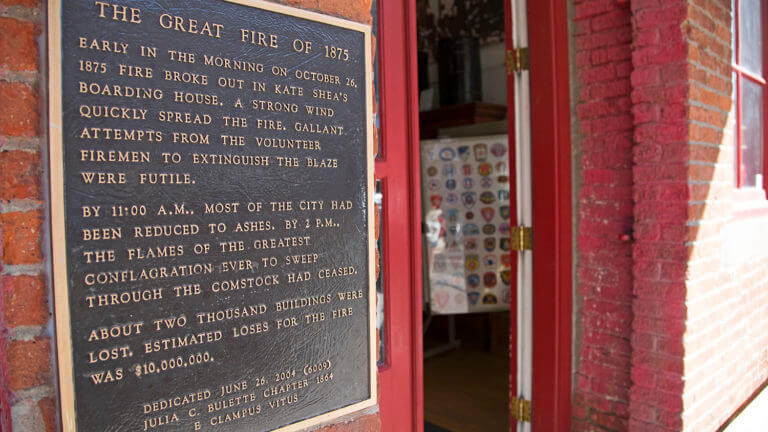 THE GREAT FIRE OF 1875
EARLY IN THE MORNING ON OCTOBER 26,
1875 FIRE BROKE OUT IN KATE SHEA'S
BOARDING HOUSE. A STRONG WIND
QUICKLY SPREAD THE FIRE. GALLANT
ATTEMPTS FROM THE VOLUNTEER
FIREMEN TO EXTINGUISH THE BLAZE
WERE FUTILE.
BY 11:00 A.M., MOST OF THE CITY HAD
BEEN REDUCED TO ASHES. BY 2 P.M.,
THE FLAMES OF THE GREATEST
CONFLAGRATION EVER TO SWEEP
THROUGH THE COMSTOCK HAD CEASED.
ABOUT TWO THOUSAND BUILDINGS WERE
LOST. ESTIMATED LOSES FOR THE FIRE
WAS $10,000,000.
DEDICATED JUNE 26, 2004 (6009)
JULIA C. BULETTE CHAPTER 1864
E CLAMPUS VITUS